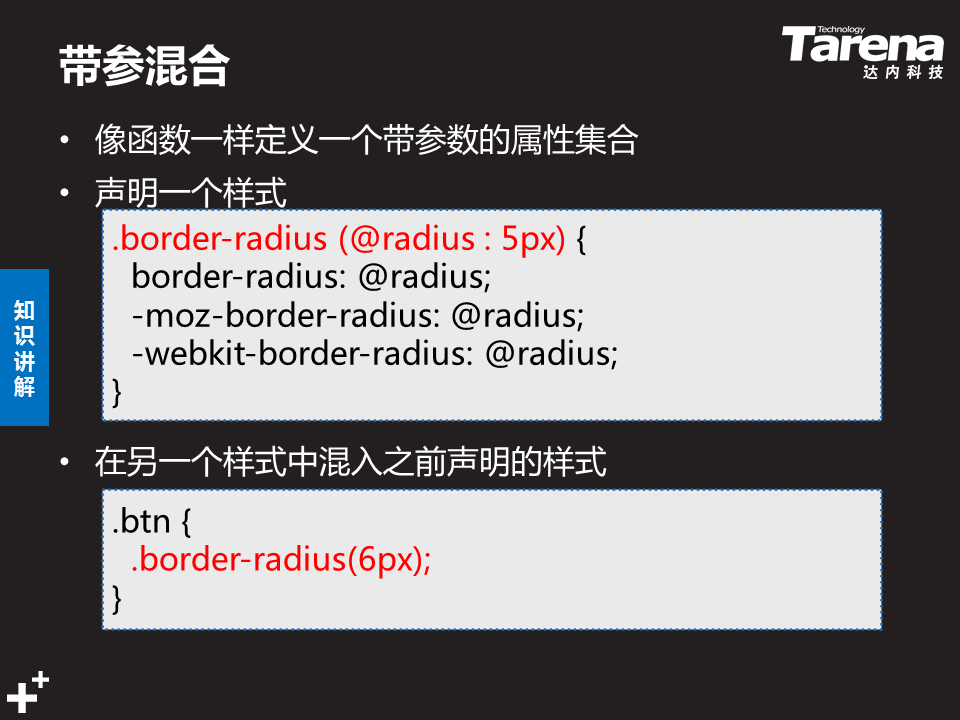 带参混合
Technology
Tarena
达内科技
• 像函数一样定义一个带参数的属性集合
• 声明一个样式
.border-radius (@radius : 5px) {
border-radius: @radius;
-moz-border-radius: @radius;
-webkit-border-radius: @radius;
}
知
识
讲
解
• 在另一个样式中混入之前声明的样式
.btn {
.border-radius(6px);
}